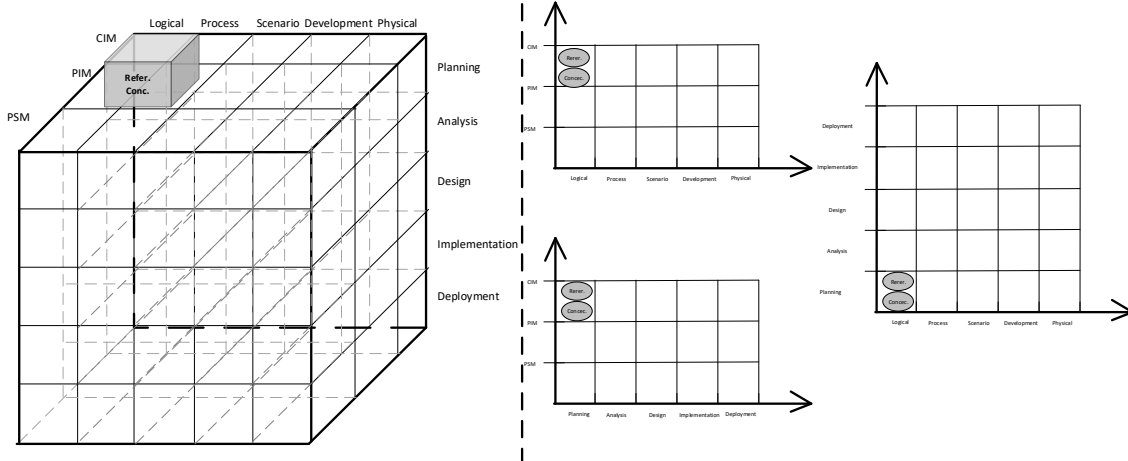 Logical Process Scenario Development Physical
CIM
PIM
PSM
Refer.
Conc.
Planning
Analysis
Design
Implementation
Deployment
CIM
PIM
PSM
Rerer.
Concec.
Logical Process Scenario Development Physical
CIM
PIM
PSM
Rerer.
Concec.
Planning Analysis Design Implementation Deployment
Deployment
Implementation
Design
Analysis
Planning
Rerer.
Concec.
Logical Process Scenario Development Physical